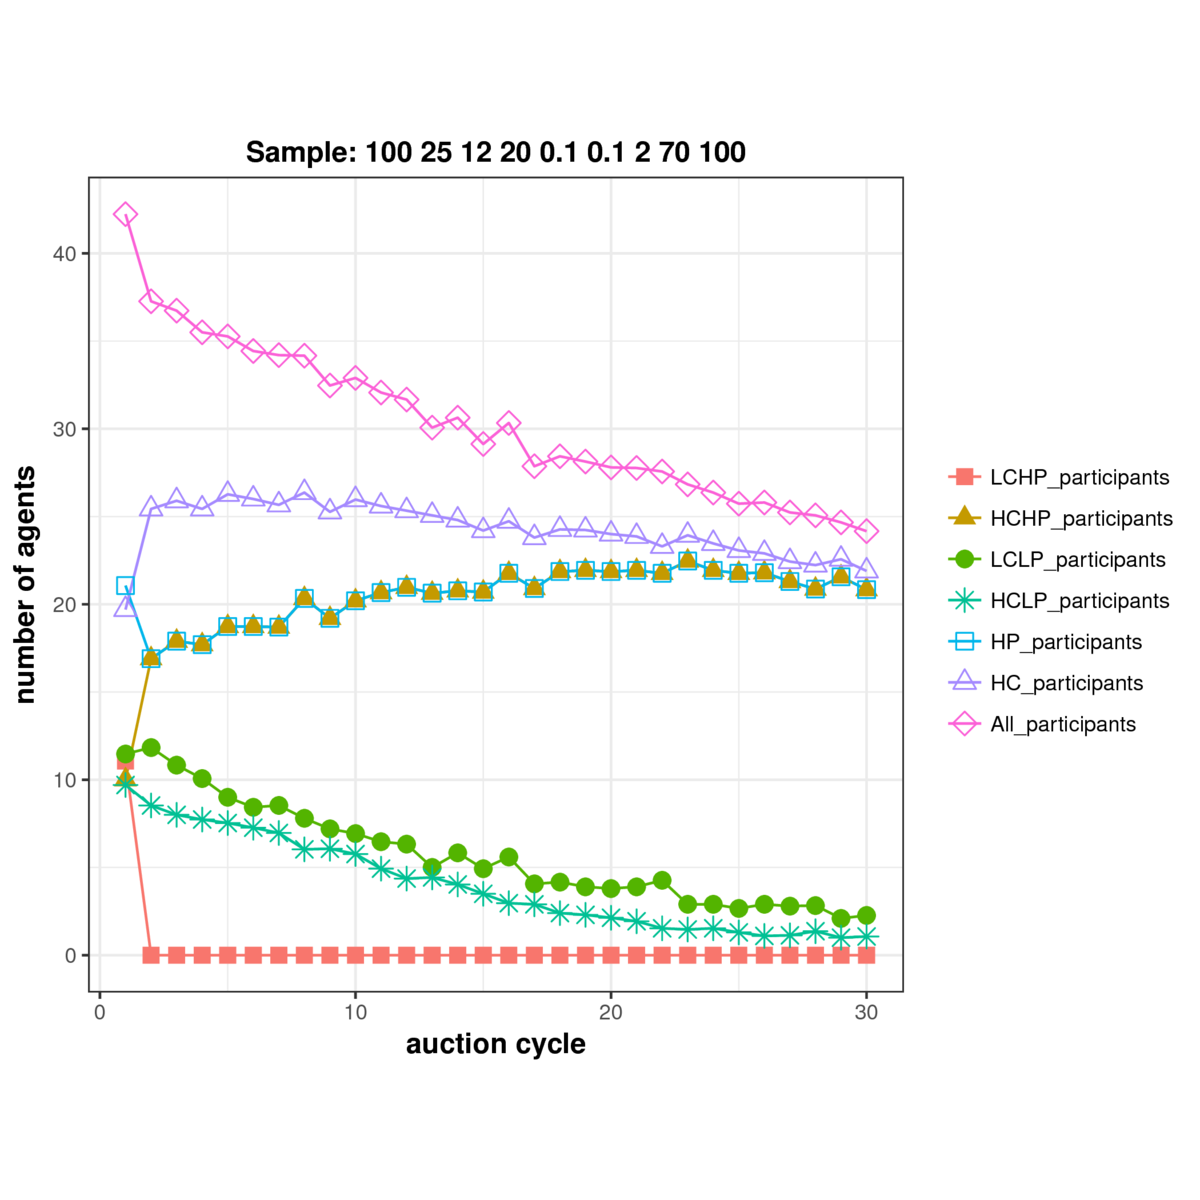 Sample: 100 25 12 20 0.1 0.1 2 70 100
number of agents
40
30
20
10
0
0 10 20 30
auction cycle
LCHP_participants
HCHP_participants
LCLP_participants
HCLP_participants
HP_participants
HC_participants
All_participants